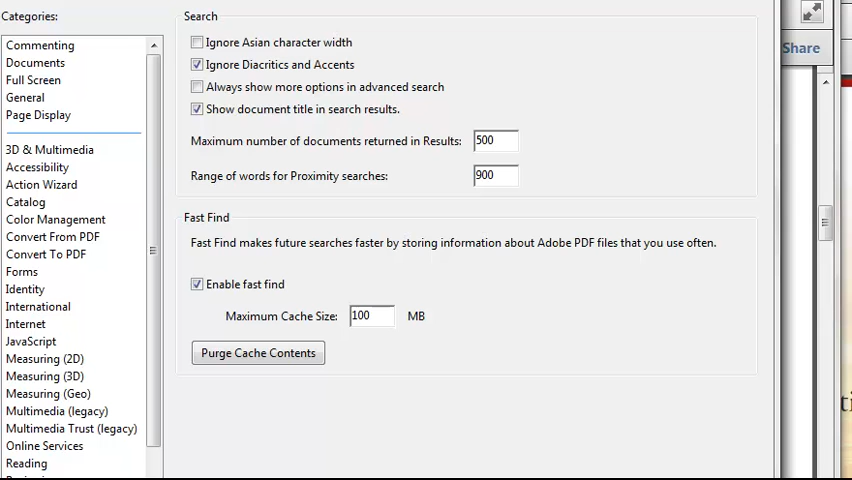 Categories:
Commenting
Documents
Full Screen
General
Page Display
3D & Multimedia
Accessibility
Action Wizard
Catalog
Color Management
Convert From PDF
Convert To PDF
Forms
Identity
International
Internet
JavaScript
Measuring (2D)
Measuring (3D)
Measuring (Geo)
Multimedia (legacy)
Multimedia Trust (legacy)
Online Services
Reading
Search
Ignore Asian character width
Ignore Diacritics and Accents
Always show more options in advanced search
Show document title in search results.
Maximum number of documents returned in Results: 500
Range of words for Proximity searches: 900
Fast Find
Fast Find makes future searches faster by storing information about Adobe PDF files that you use often.
Enable fast find
Maximum Cache Size: 100 MB
Purge Cache Contents
Share